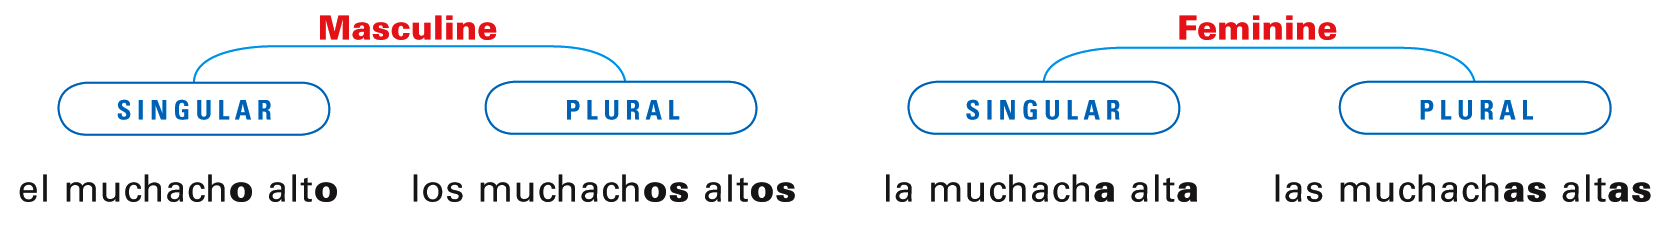 Masculine Feminine
SINGULAR PLURAL SINGULAR PLURAL
el muchacho alto los muchachos altos la muchacha alta las muchachas altas